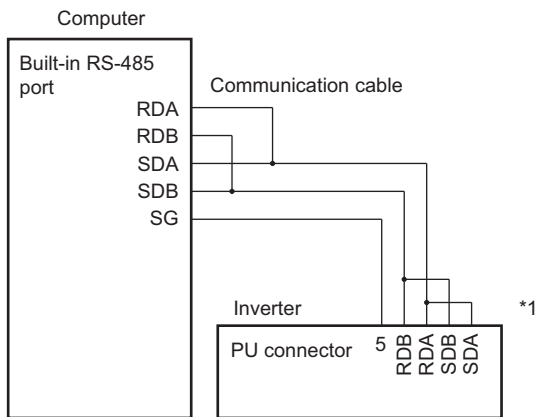 Computer
Built-in RS-485
port
Communication cable
RDA
RDB
SDA
SDB
SG
Inverter
*1
PU connector
5
RDB
RDA
SDB
SDA